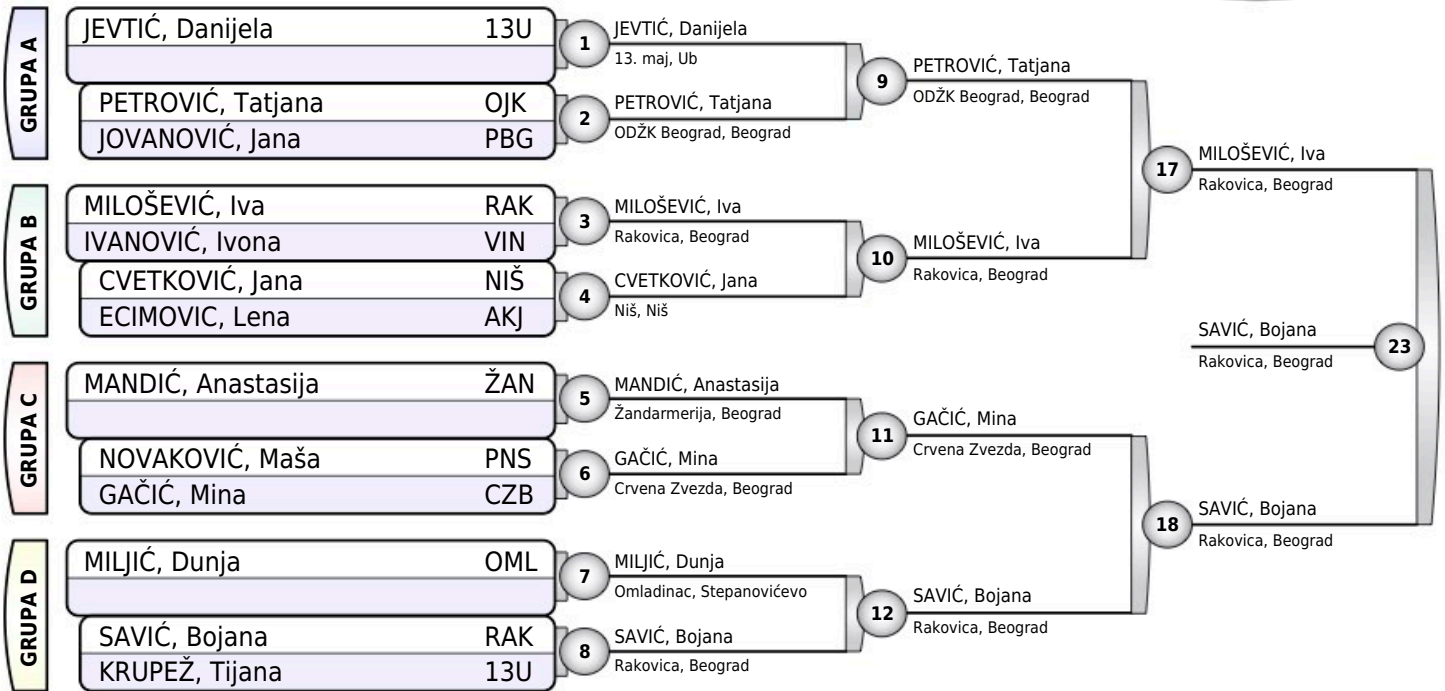 GRUPA A
JEVTIĆ, Danijela 13U
PETROVIĆ, Tatjana OJK
JOVANOVIĆ, Jana PBG
GRUPA B
MILOŠEVIĆ, Iva RAK
IVANOVIĆ, Ivona VIN
CVETKOVIĆ, Jana NIŠ
ECIMOVIC, Lena AKJ
GRUPA C
MANDIĆ, Anastasija ŽAN
NOVAKOVIĆ, Maša PNS
GAČIĆ, Mina CZB
GRUPA D
MILJIĆ, Dunja OML
SAVIĆ, Bojana RAK
KRUPEŽ, Tijana 13U
1
JEVTIĆ, Danijela
13. maj, Ub
2
PETROVIĆ, Tatjana
ODŽK Beograd, Beograd
3
MILOŠEVIĆ, Iva
Rakovica, Beograd
4
CVETKOVIĆ, Jana
Niš, Niš
5
MANDIĆ, Anastasija
Žandarmerija, Beograd
6
GAČIĆ, Mina
Crvena Zvezda, Beograd
7
MILJIĆ, Dunja
Omladinac, Stepanovićevo
8
SAVIĆ, Bojana
Rakovica, Beograd
9
PETROVIĆ, Tatjana
ODŽK Beograd, Beograd
10
MILOŠEVIĆ, Iva
Rakovica, Beograd
11
GAČIĆ, Mina
Crvena Zvezda, Beograd
12
SAVIĆ, Bojana
Rakovica, Beograd
17
MILOŠEVIĆ, Iva
Rakovica, Beograd
18
SAVIĆ, Bojana
Rakovica, Beograd
SAVIĆ, Bojana
Rakovica, Beograd
23